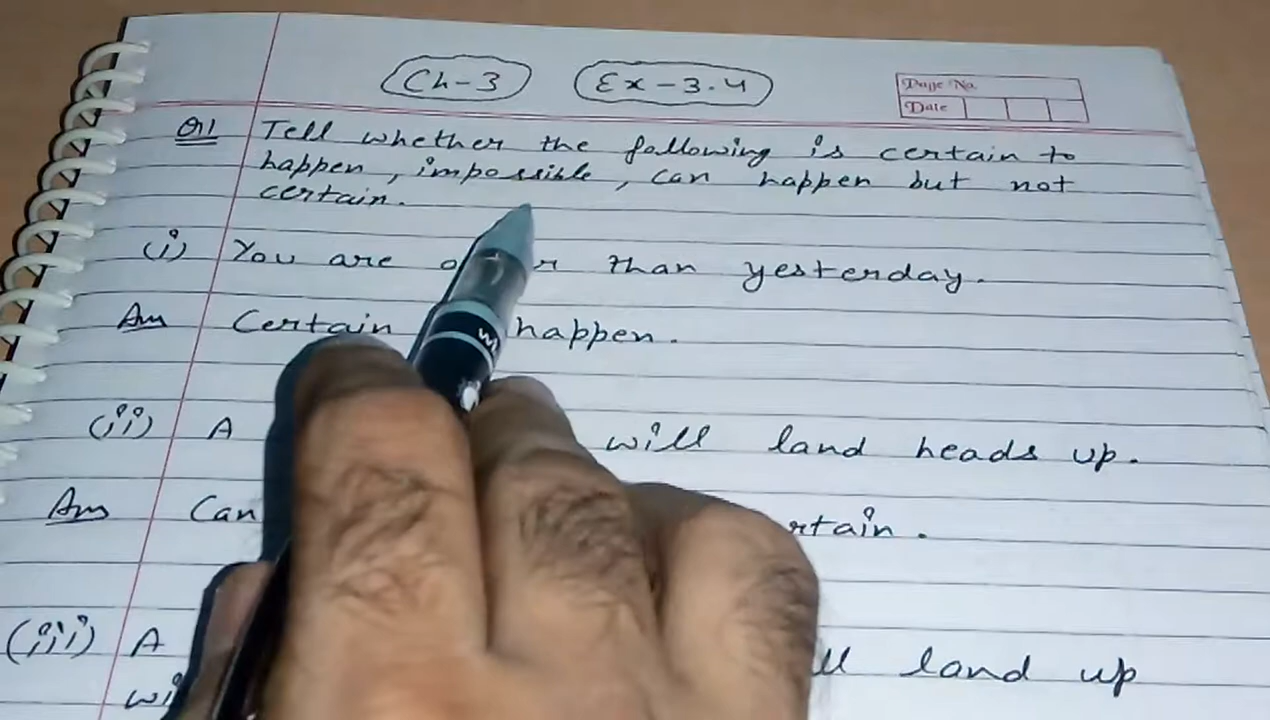 Ch-3 Ex-3.4
Page No.
Date
Q1 Tell whether the following is certain to
happen, impossible, can happen but not
certain.
(i) You are than yesterday.
Ans Certain happen.
(ii) A will land heads up.
Ans Can
(iii) A land up